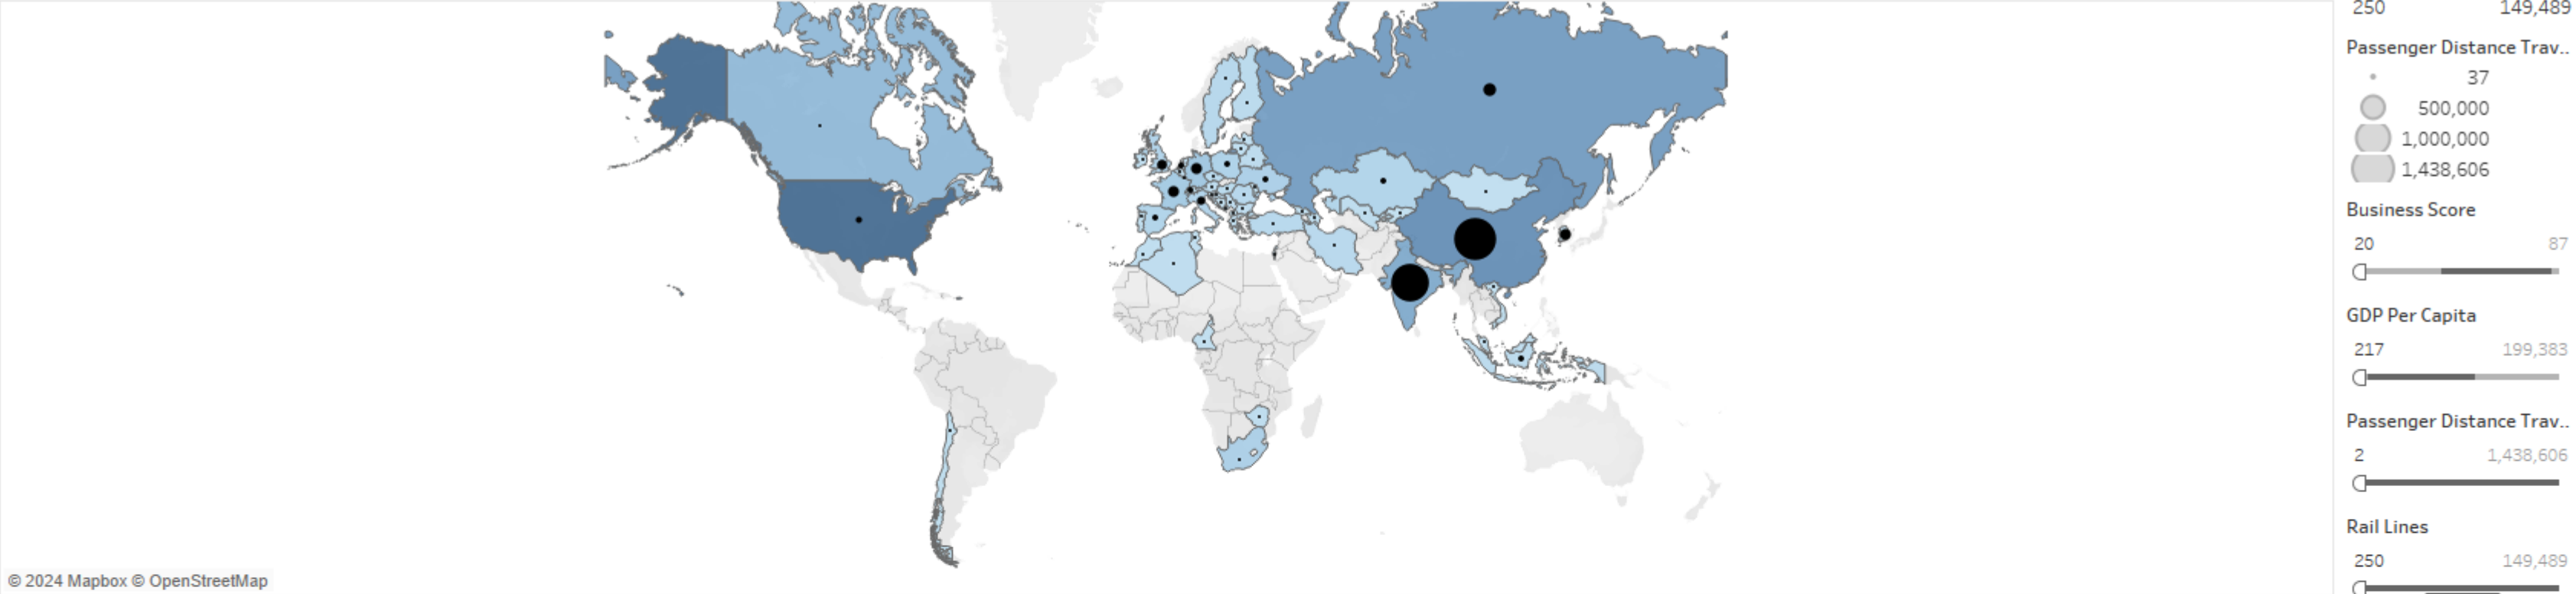 250 149,489
Passenger Distance Trav..
37
500,000
1,000,000
1,438,606
Business Score
20 87
GDP Per Capita
217 199,383
Passenger Distance Trav..
2 1,438,606
Rail Lines
250 149,489
© 2024 Mapbox © OpenStreetMap